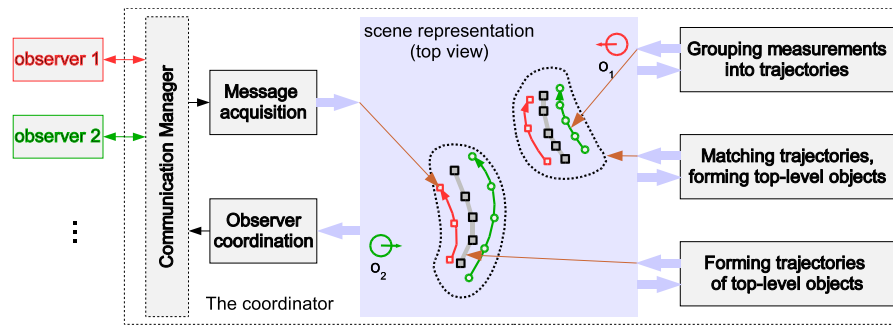 observer 1
observer 2
...
Communication Manager
Message
acquisition
Observer
coordination
The coordinator
scene representation
(top view)
O1
O2
Grouping measurements
into trajectories
Matching trajectories,
forming top-level objects
Forming trajectories
of top-level objects